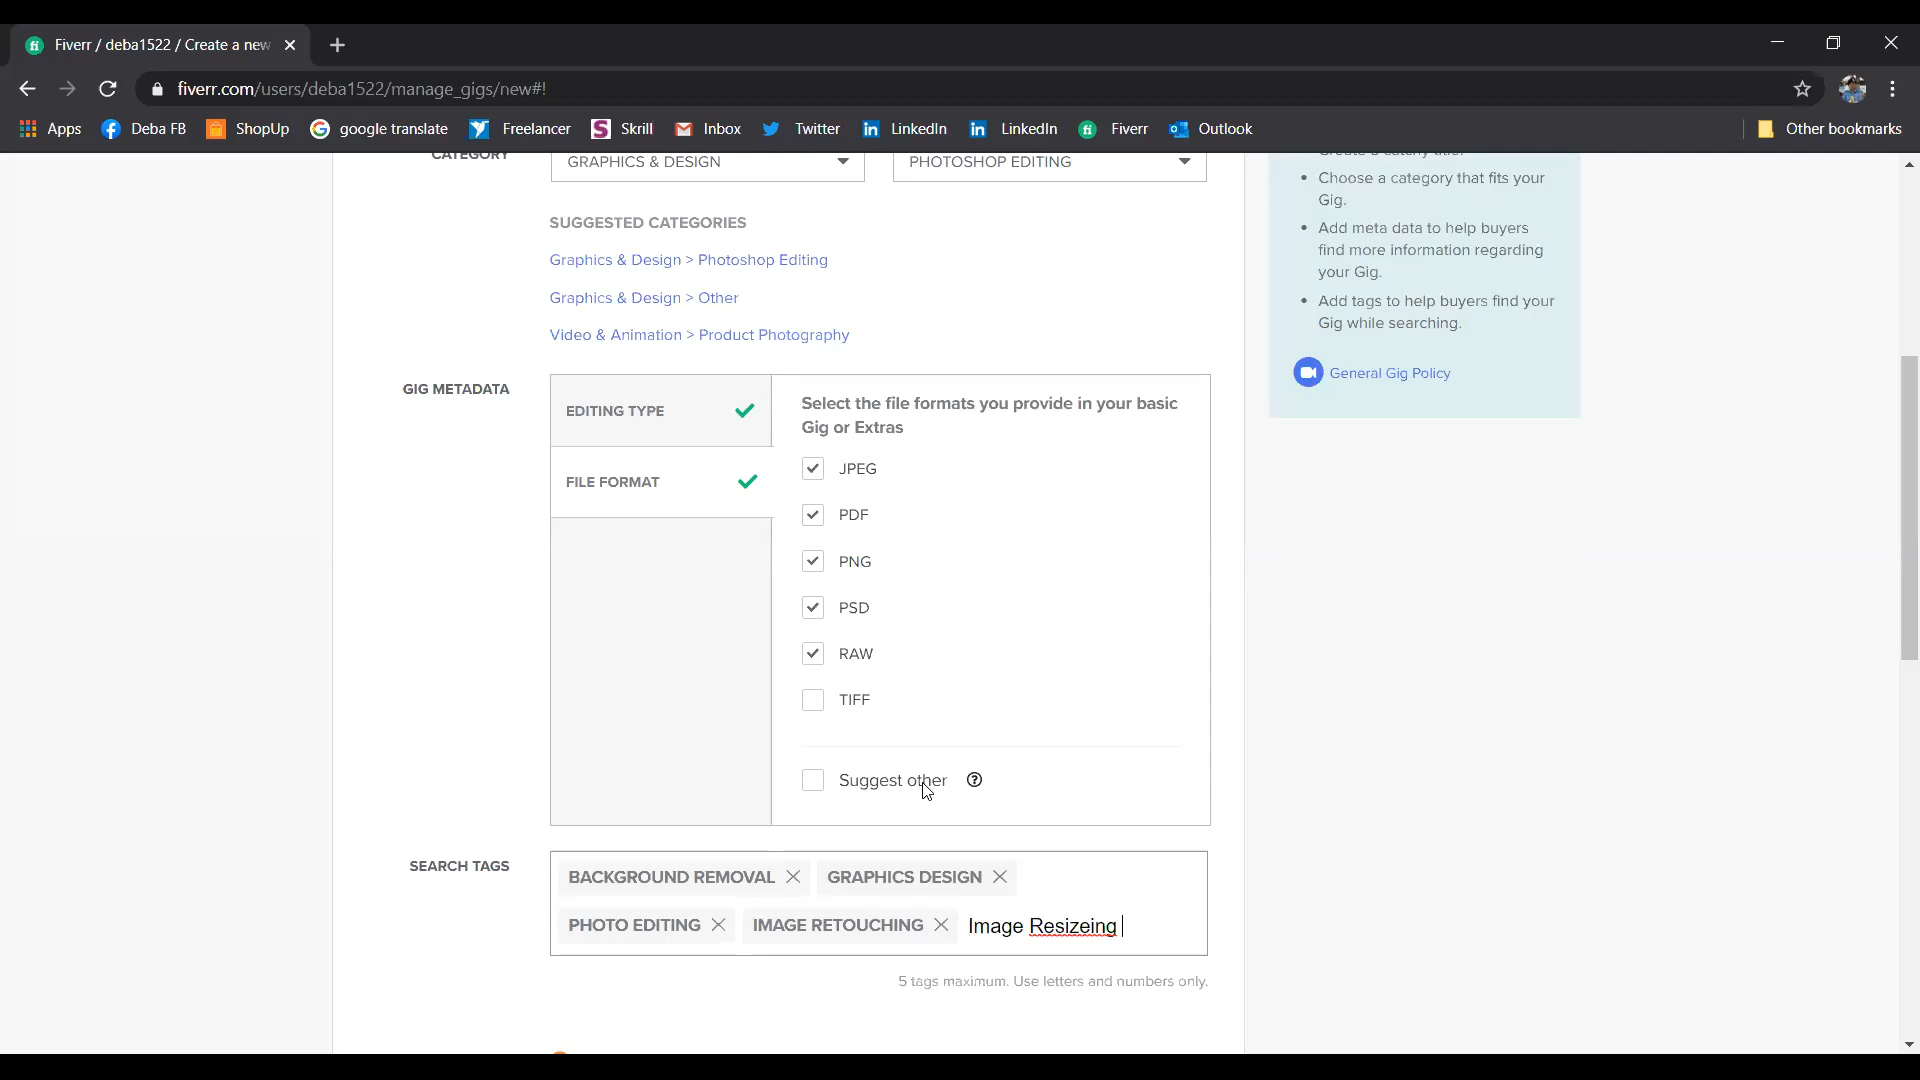 Fiverr / deba1522 / Create a new
fiverr.com/users/deba1522/manage_gigs/new#!
Apps Deba FB ShopUp google translate Freelancer Skrill Inbox Twitter LinkedIn LinkedIn Fiverr Outlook Other bookmarks
CATEGORY GRAPHICS & DESIGN PHOTOSHOP EDITING
SUGGESTED CATEGORIES
Graphics & Design > Photoshop Editing
Graphics & Design > Other
Video & Animation > Product Photography
GIG METADATA
EDITING TYPE
FILE FORMAT
Select the file formats you provide in your basic
Gig or Extras
JPEG
PDF
PNG
PSD
RAW
TIFF
Suggest other
SEARCH TAGS
BACKGROUND REMOVAL GRAPHICS DESIGN
PHOTO EDITING IMAGE RETOUCHING Image Resizeing
5 tags maximum. Use letters and numbers only.
Create a catchy title.
• Choose a category that fits your
Gig.
• Add meta data to help buyers
find more information regarding
your Gig.
• Add tags to help buyers find your
Gig while searching.
General Gig Policy